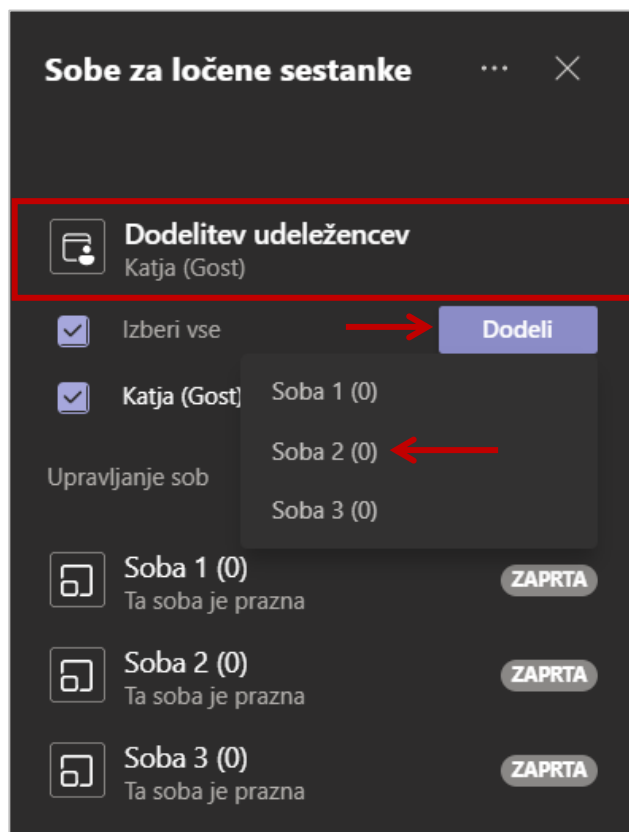 Sobe za ločene sestanke
Dodelitev udeležencev
Katja (Gost)
Izberi vse
Dodeli
Katja (Gost)
Soba 1 (0)
Soba 2 (0)
Soba 3 (0)
Upravljanje sob
Soba 1 (0)
Ta soba je prazna
ZAPRTA
Soba 2 (0)
Ta soba je prazna
ZAPRTA
Soba 3 (0)
Ta soba je prazna
ZAPRTA